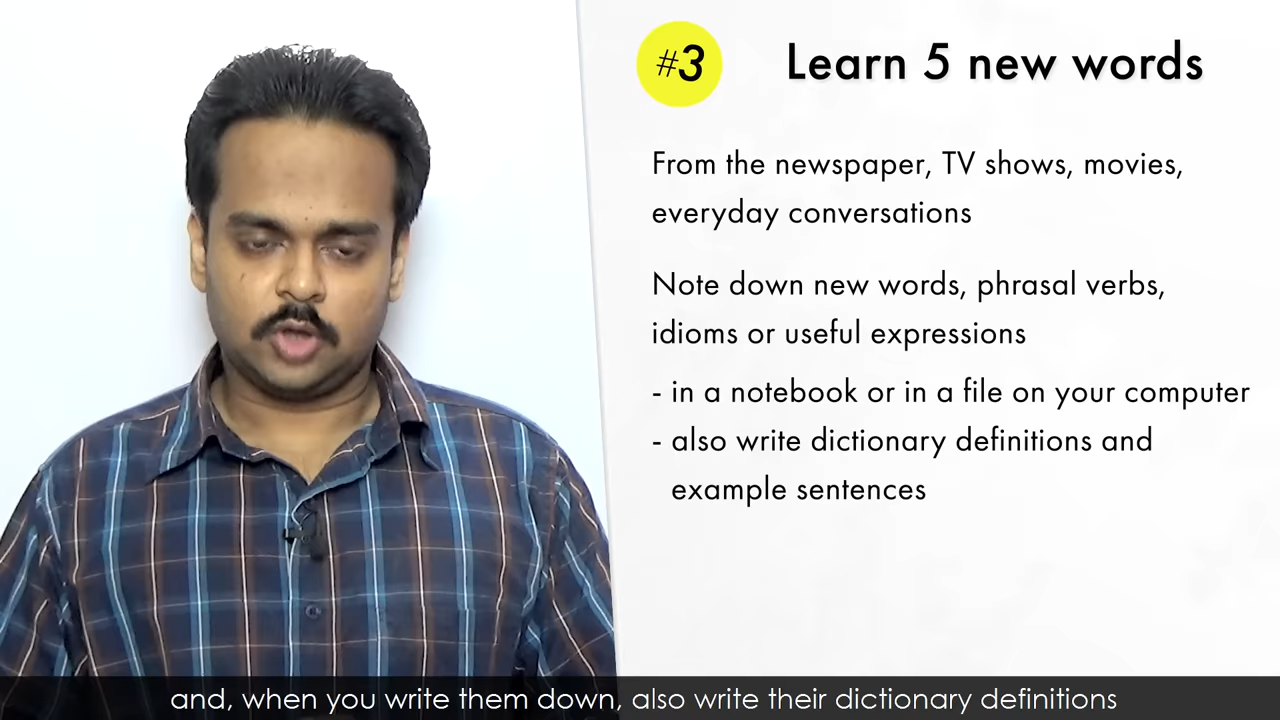 #3
Learn 5 new words
From the newspaper, TV shows, movies,
everyday conversations
Note down new words, phrasal verbs,
idioms or useful expressions
- in a notebook or in a file on your computer
- also write dictionary definitions and
example sentences
and, when you write them down, also write their dictionary definitions